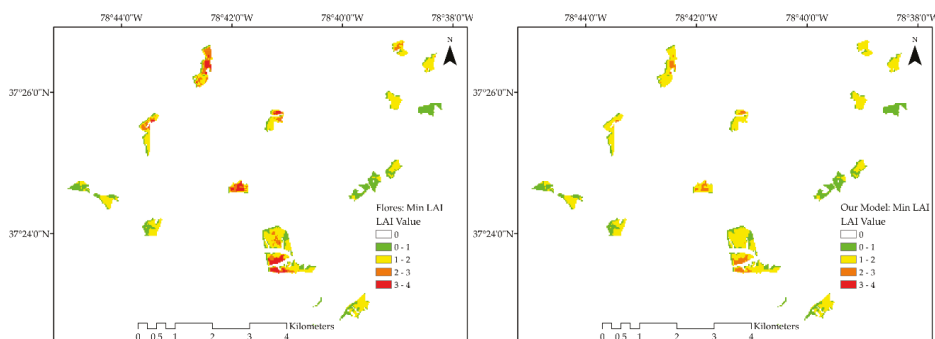 78°44'0"W 78°42'0"W 78°40'0"W 78°38'0"W
N
37°26'0"N
37°24'0"N
Flores: Min LAI
LAI Value
0
0 - 1
1 - 2
2 - 3
3 - 4
Kilometers
0 0.5 1 2 3 4
78°44'0"W 78°42'0"W 78°40'0"W 78°38'0"W
N
37°26'0"N
37°24'0"N
Our Model: Min LAI
LAI Value
0
0 - 1
1 - 2
2 - 3
3 - 4
Kilometers
0 0.5 1 2 3 4